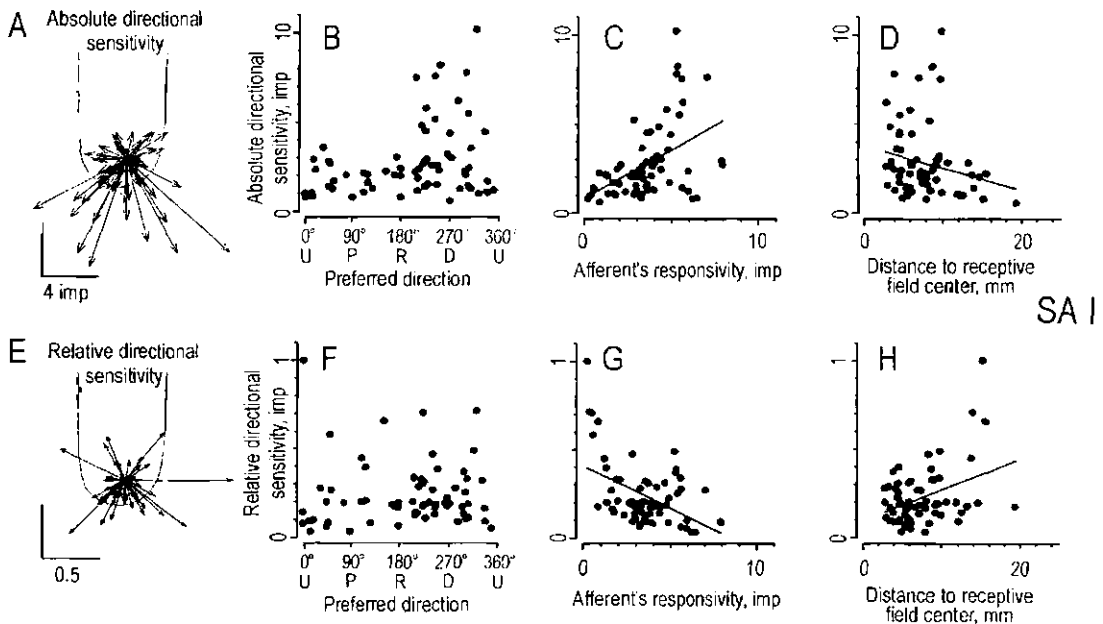 A
Absolute directional
sensitivity
4 imp
B
Absolute directional
sensitivity, imp
10
0
0° 90° 180° 270° 360°
U P R D U
Preferred direction
C
10
0
0 10
Afferent's responsivity, imp
D
10
0
0 20
Distance to receptive
field center, mm
SA I
E
Relative directional
sensitivity
0.5
F
Relative directional
sensitivity, imp
1
0
0° 90° 180° 270° 360°
U P R D U
Preferred direction
G
1
0
0 10
Afferent's responsivity, imp
H
1
0
0 20
Distance to receptive
field center, mm